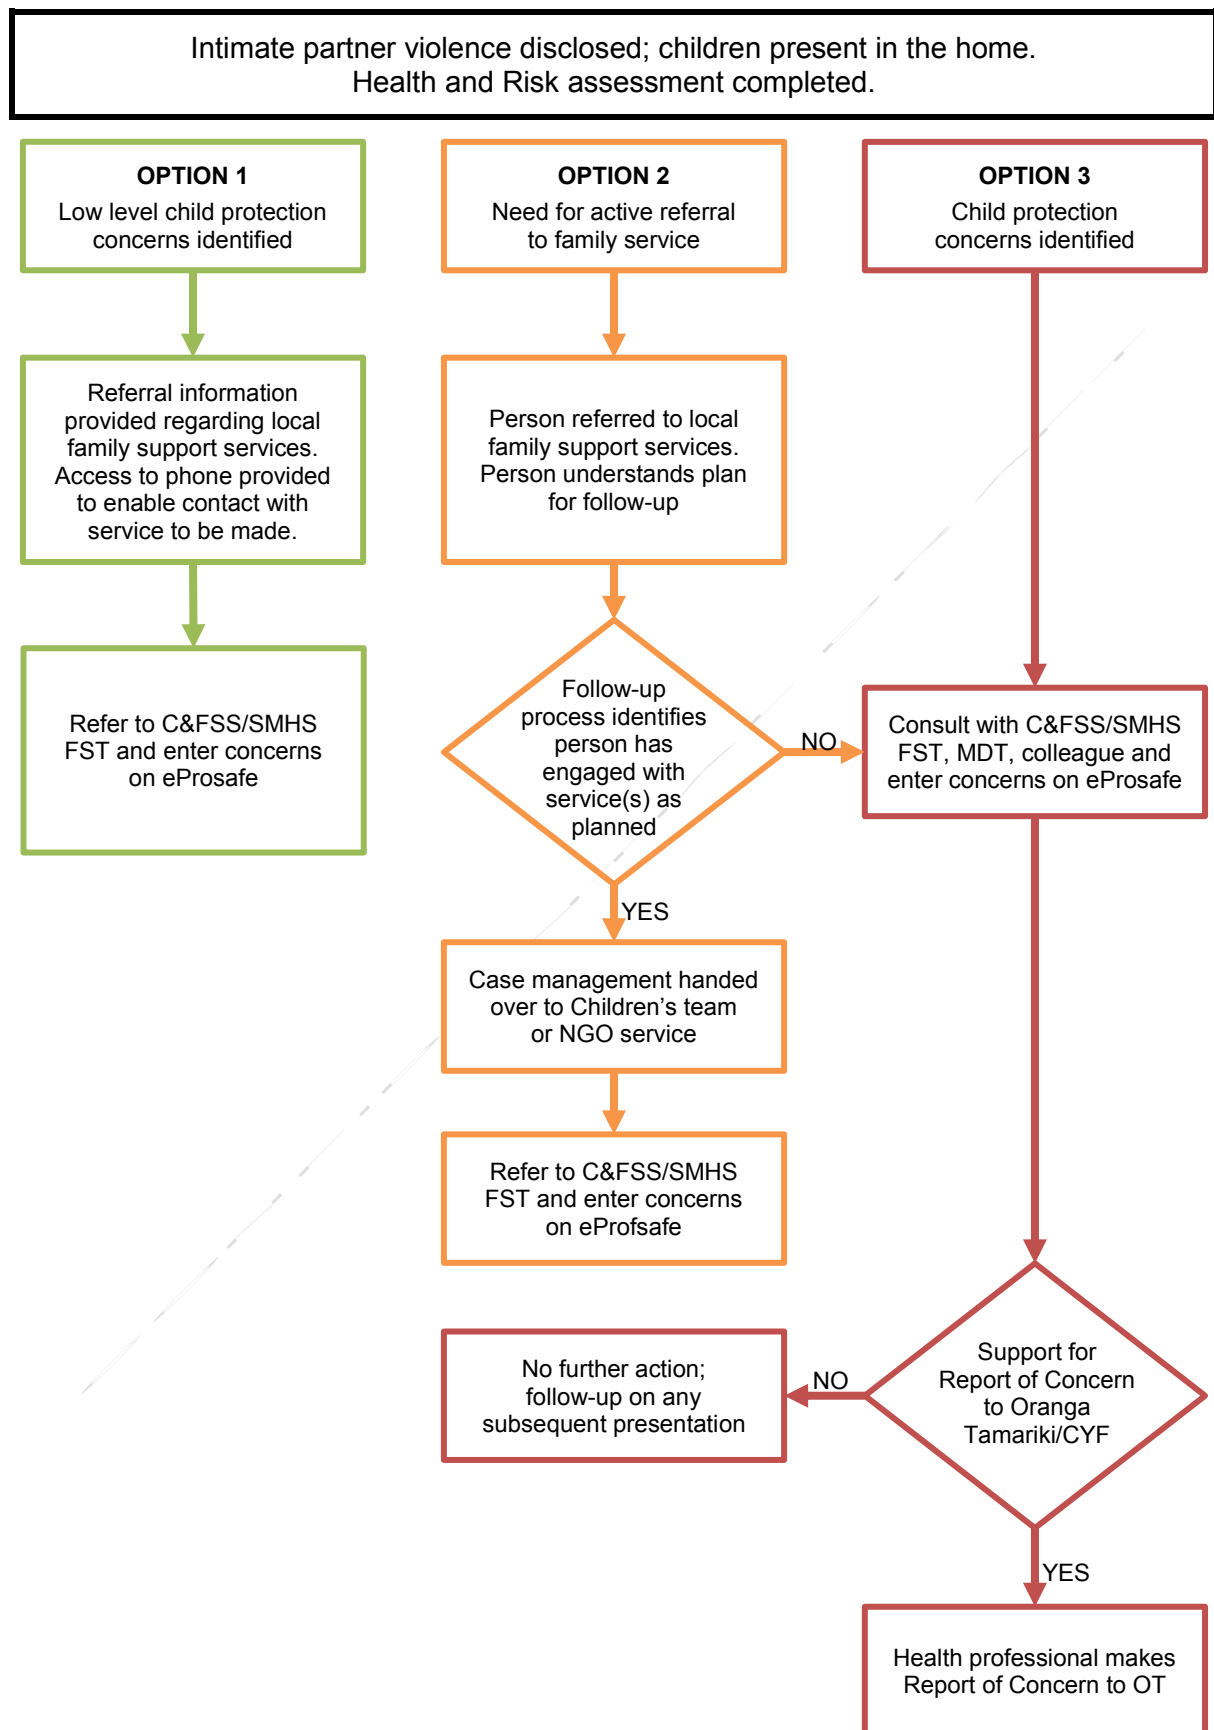 Intimate partner violence disclosed; children present in the home.
Health and Risk assessment completed.
OPTION 1
Low level child protection
concerns identified
Referral information
provided regarding local
family support services.
Access to phone provided
to enable contact with
service to be made.
Refer to C&FSS/SMHS
FST and enter concerns
on eProsafe
OPTION 2
Need for active referral
to family service
Person referred to local
family support services.
Person understands plan
for follow-up
Follow-up
process identifies
person has
engaged with
service(s) as
planned
NO
YES
Case management handed
over to Children’s team
or NGO service
Refer to C&FSS/SMHS
FST and enter concerns
on eProfsafe
OPTION 3
Child protection
concerns identified
Consult with C&FSS/SMHS
FST, MDT, colleague and
enter concerns on eProsafe
Support for
Report of Concern
to Oranga
Tamariki/CYF
NO
No further action;
follow-up on any
subsequent presentation
YES
Health professional makes
Report of Concern to OT